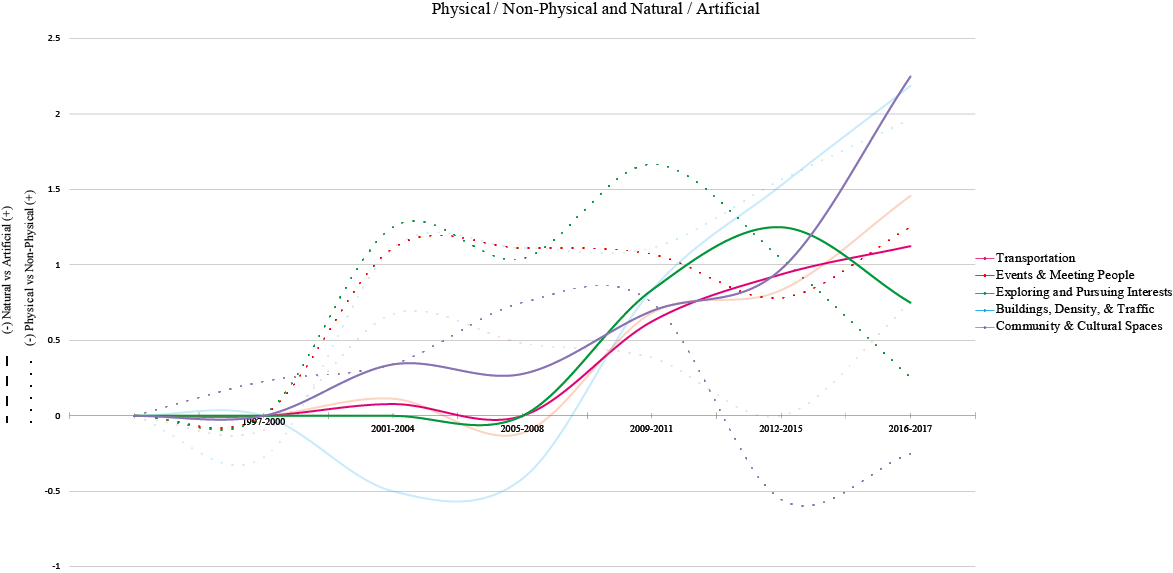 Physical / Non-Physical and Natural / Artificial
2.5
2
1.5
1
0.5
0
-0.5
-1
(-) Natural vs Artificial (+)
(-) Physical vs Non-Physical (+)
1997-2000
2001-2004
2005-2008
2009-2011
2012-2015
2016-2017
Transportation
Events & Meeting People
Exploring and Pursuing Interests
Buildings, Density, & Traffic
Community & Cultural Spaces